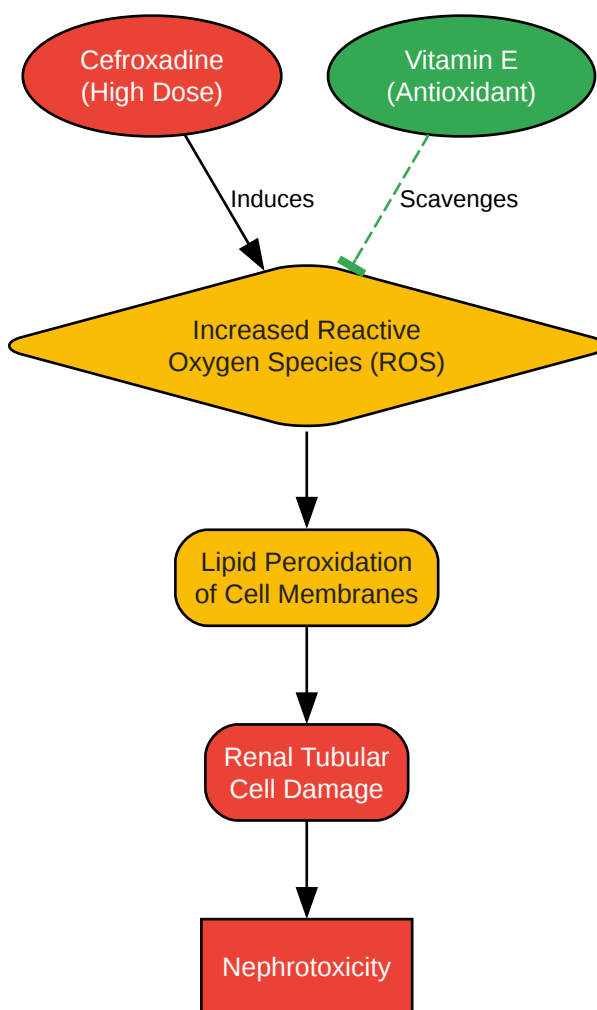 Cefroxadine
(High Dose)
Vitamin E
(Antioxidant)
Induces
Scavenges
Increased Reactive
Oxygen Species (ROS)
Lipid Peroxidation
of Cell Membranes
Renal Tubular
Cell Damage
Nephrotoxicity